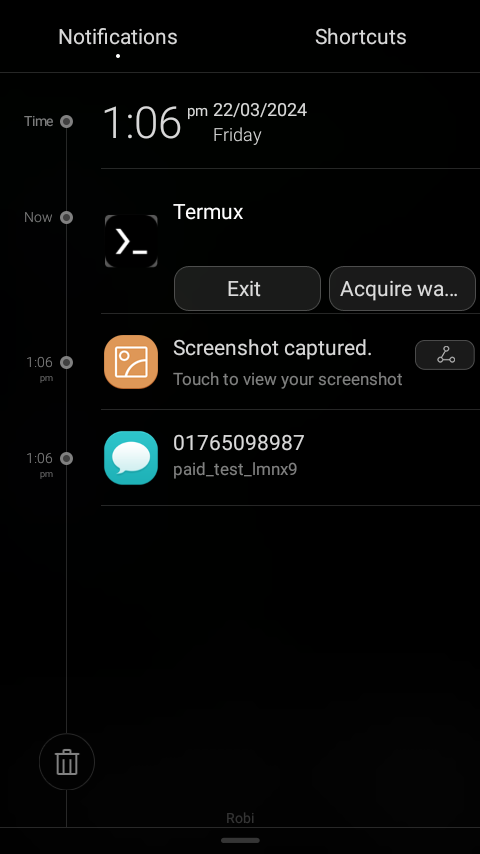 Notifications
Shortcuts
Time
1:06 pm 22/03/2024
Friday
Now
Termux
Exit
Acquire wa...
1:06 pm
Screenshot captured.
Touch to view your screenshot
1:06 pm
01765098987
paid_test_lmnx9
Robi